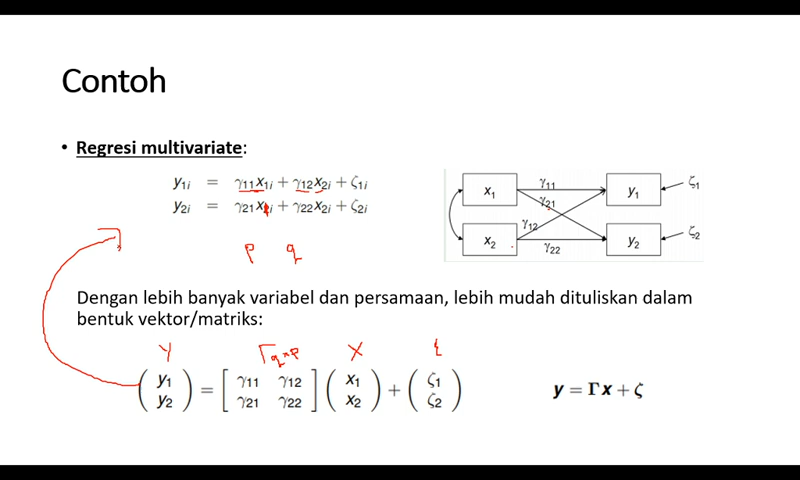 Contoh
• Regresi multivariate:
y1i = γ11x1i + γ12x2i + ζ1i
y2i = γ21x1i + γ22x2i + ζ2i
x1 γ11 y1 ζ1
γ21
γ12
x2 γ22 y2 ζ2
p q
Dengan lebih banyak variabel dan persamaan, lebih mudah dituliskan dalam
bentuk vektor/matriks:
Y Γq×p X ζ
( y1 ) = [ γ11 γ12 ] ( x1 ) + ( ζ1 ) y = Γx + ζ
( y2 ) [ γ21 γ22 ] ( x2 ) ( ζ2 )